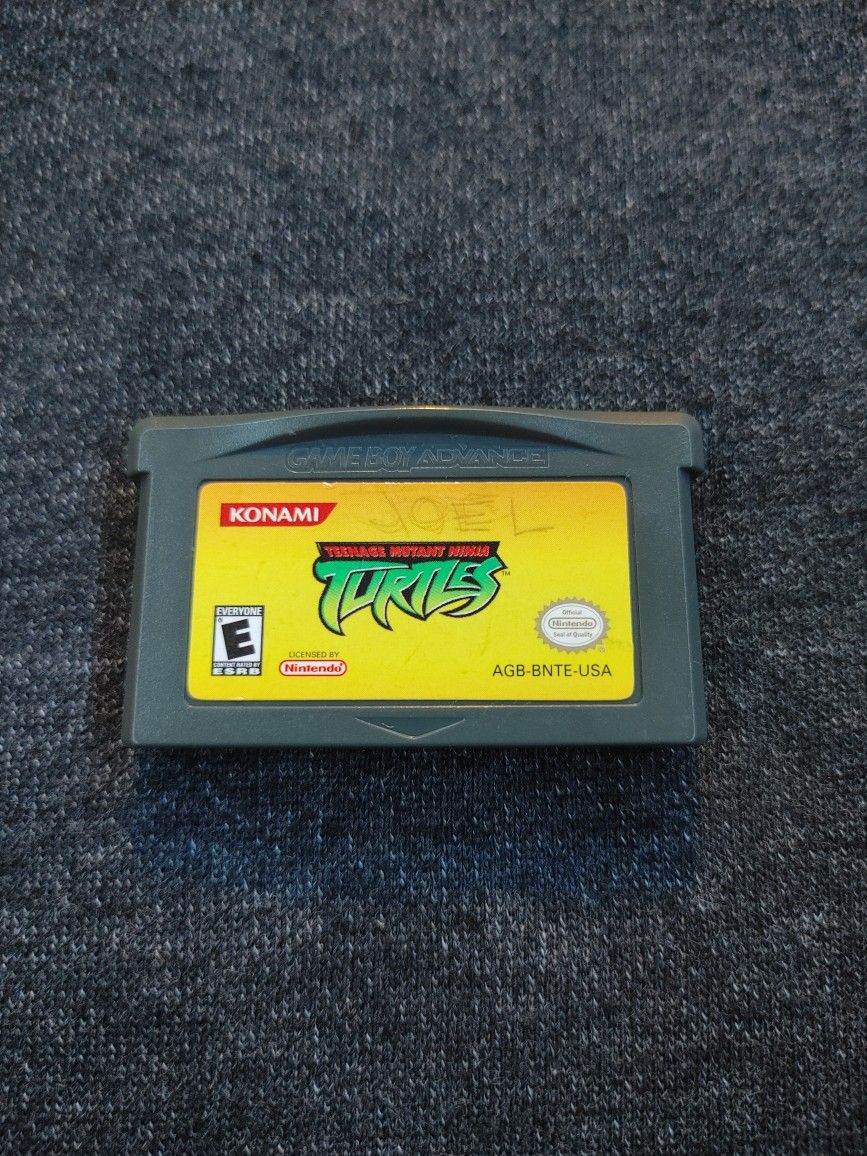 GAME BOY ADVANCE
KONAMI
JOEL
TEENAGE MUTANT NINJA
TURTLES™
EVERYONE
E
CONTENT RATED BY
ESRB
LICENSED BY
Nintendo®
Official
Nintendo
Seal of Quality
AGB-BNTE-USA